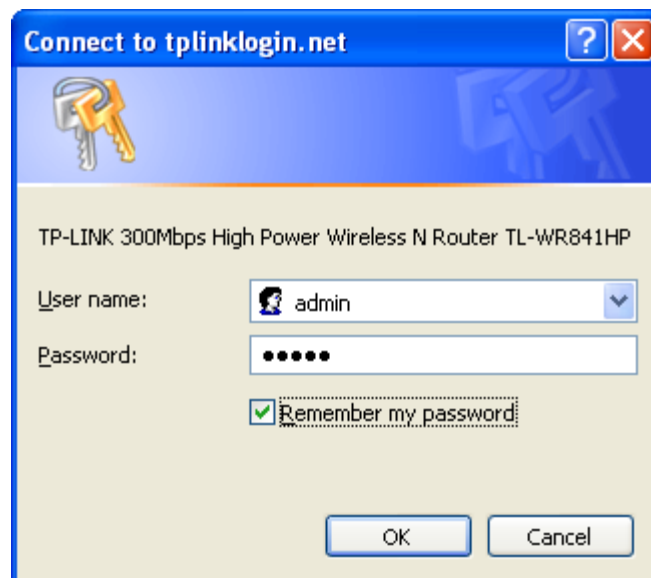 Connect to tplinklogin.net
TP-LINK 300Mbps High Power Wireless N Router TL-WR841HP
User name:
admin
Password:
•••••
Remember my password
OK
Cancel